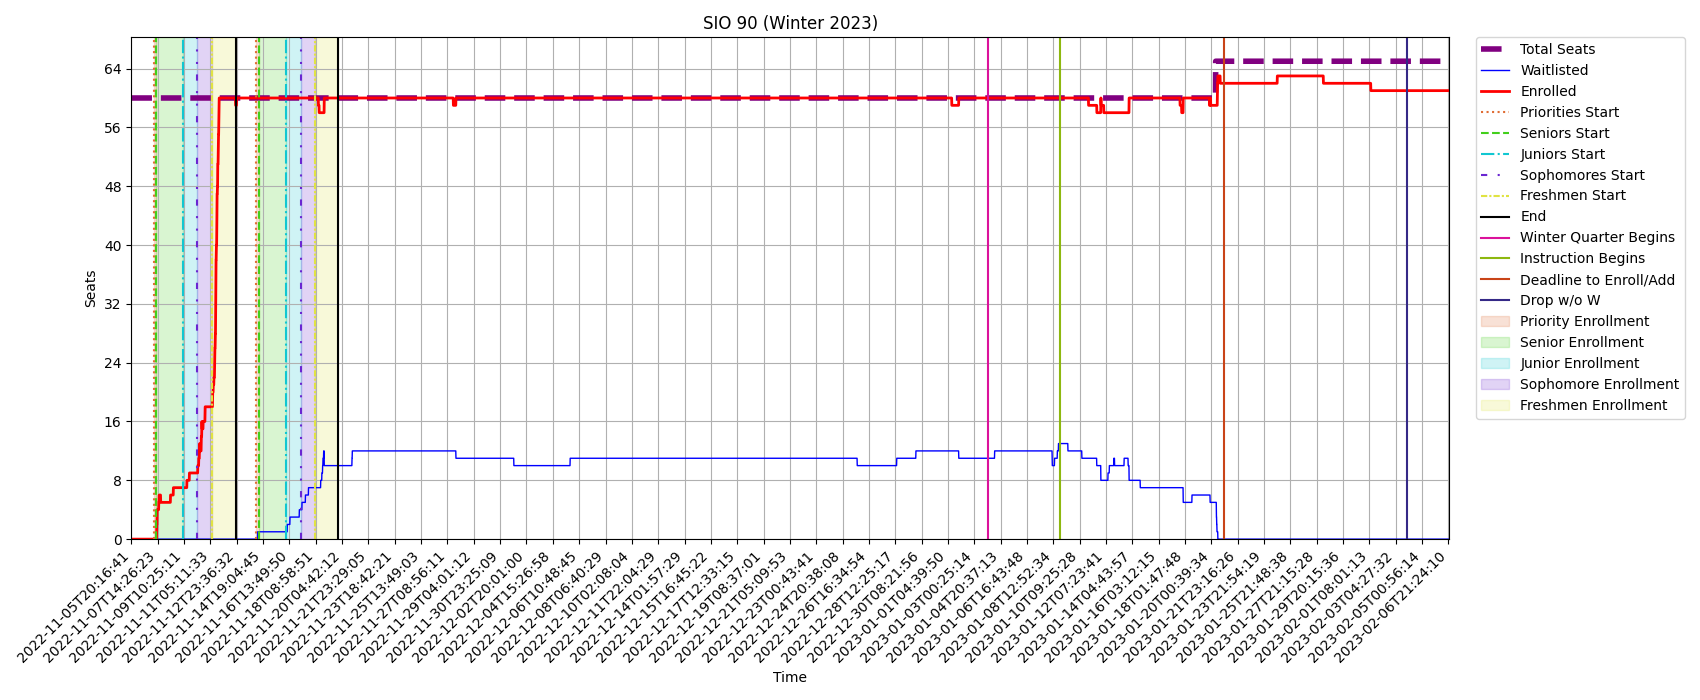 SIO 90 (Winter 2023)
Seats
64
56
48
40
32
24
16
8
0
2022-11-05T20:16:41
2022-11-07T14:26:23
2022-11-09T10:25:11
2022-11-11T05:11:33
2022-11-12T23:36:32
2022-11-14T19:04:45
2022-11-16T13:49:50
2022-11-18T08:58:51
2022-11-20T04:42:12
2022-11-21T23:29:05
2022-11-23T18:42:21
2022-11-25T13:49:03
2022-11-27T08:56:11
2022-11-29T04:01:12
2022-11-30T23:25:09
2022-12-02T20:01:00
2022-12-04T15:26:58
2022-12-06T10:48:45
2022-12-08T06:40:29
2022-12-10T02:08:04
2022-12-11T22:04:29
2022-12-14T01:57:29
2022-12-15T16:45:22
2022-12-17T12:33:15
2022-12-19T08:37:01
2022-12-21T05:09:53
2022-12-23T00:43:41
2022-12-24T20:38:08
2022-12-26T16:34:54
2022-12-28T12:25:17
2022-12-30T08:21:56
2023-01-01T04:39:50
2023-01-03T00:25:14
2023-01-04T20:37:13
2023-01-06T16:43:48
2023-01-08T12:52:34
2023-01-10T09:25:28
2023-01-12T07:23:41
2023-01-14T04:43:57
2023-01-16T03:12:15
2023-01-18T01:47:48
2023-01-20T00:39:34
2023-01-21T23:16:26
2023-01-23T21:54:19
2023-01-25T21:48:38
2023-01-27T21:15:28
2023-01-29T20:15:36
2023-02-01T08:01:13
2023-02-03T04:27:32
2023-02-05T00:56:14
2023-02-06T21:24:10
Time
Total Seats
Waitlisted
Enrolled
Priorities Start
Seniors Start
Juniors Start
Sophomores Start
Freshmen Start
End
Winter Quarter Begins
Instruction Begins
Deadline to Enroll/Add
Drop w/o W
Priority Enrollment
Senior Enrollment
Junior Enrollment
Sophomore Enrollment
Freshmen Enrollment